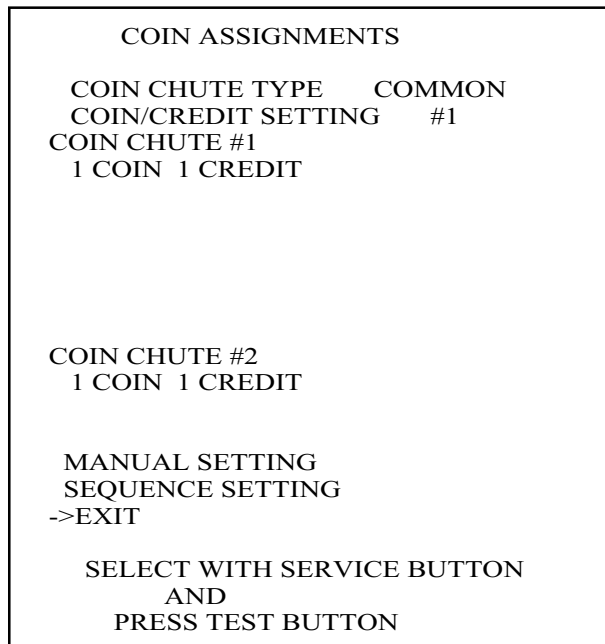 COIN ASSIGNMENTS
COIN CHUTE TYPE COMMON
COIN/CREDIT SETTING #1
COIN CHUTE #1
1 COIN 1 CREDIT
COIN CHUTE #2
1 COIN 1 CREDIT
MANUAL SETTING
SEQUENCE SETTING
->EXIT
SELECT WITH SERVICE BUTTON
AND
PRESS TEST BUTTON